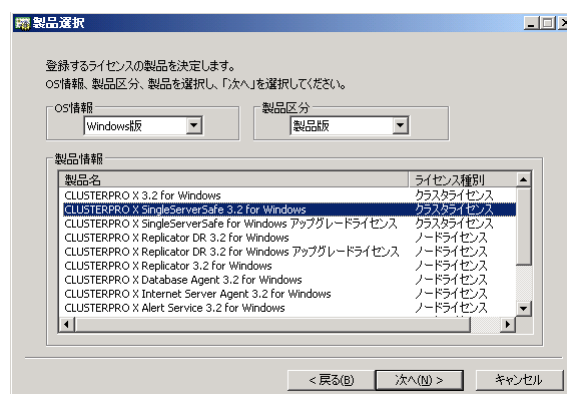 製品選択
登録するライセンスの製品を決定します。
OS情報、製品区分、製品を選択し、「次へ」を選択してください。
OS情報 製品区分
Windows版 製品版
製品情報
製品名 ライセンス種別
CLUSTERPRO X 3.2 for Windows クラスタライセンス
CLUSTERPRO X SingleServerSafe 3.2 for Windows クラスタライセンス
CLUSTERPRO X SingleServerSafe for Windows アップグレードライセンス クラスタライセンス
CLUSTERPRO X Replicator DR 3.2 for Windows ノードライセンス
CLUSTERPRO X Replicator DR 3.2 for Windows アップグレードライセンス ノードライセンス
CLUSTERPRO X Replicator 3.2 for Windows ノードライセンス
CLUSTERPRO X Database Agent 3.2 for Windows ノードライセンス
CLUSTERPRO X Internet Server Agent 3.2 for Windows ノードライセンス
CLUSTERPRO X Alert Service 3.2 for Windows ノードライセンス
< 戻る(B) 次へ(N) > キャンセル